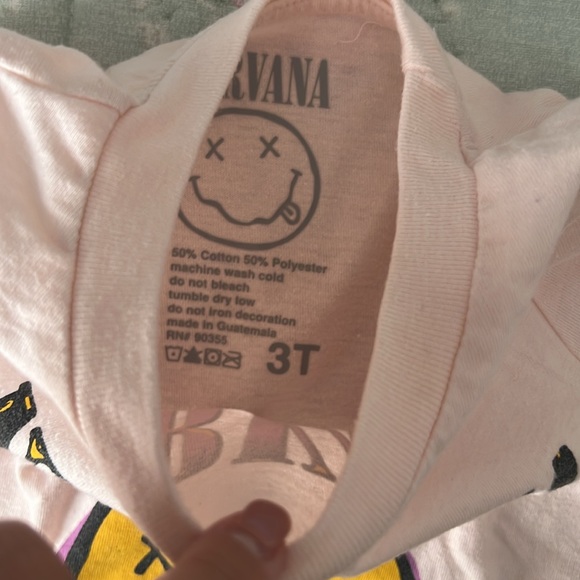 NIRVANA
50% Cotton 50% Polyester
machine wash cold
do not bleach
tumble dry low
do not iron decoration
made in Guatemala
RN# 90355
3T